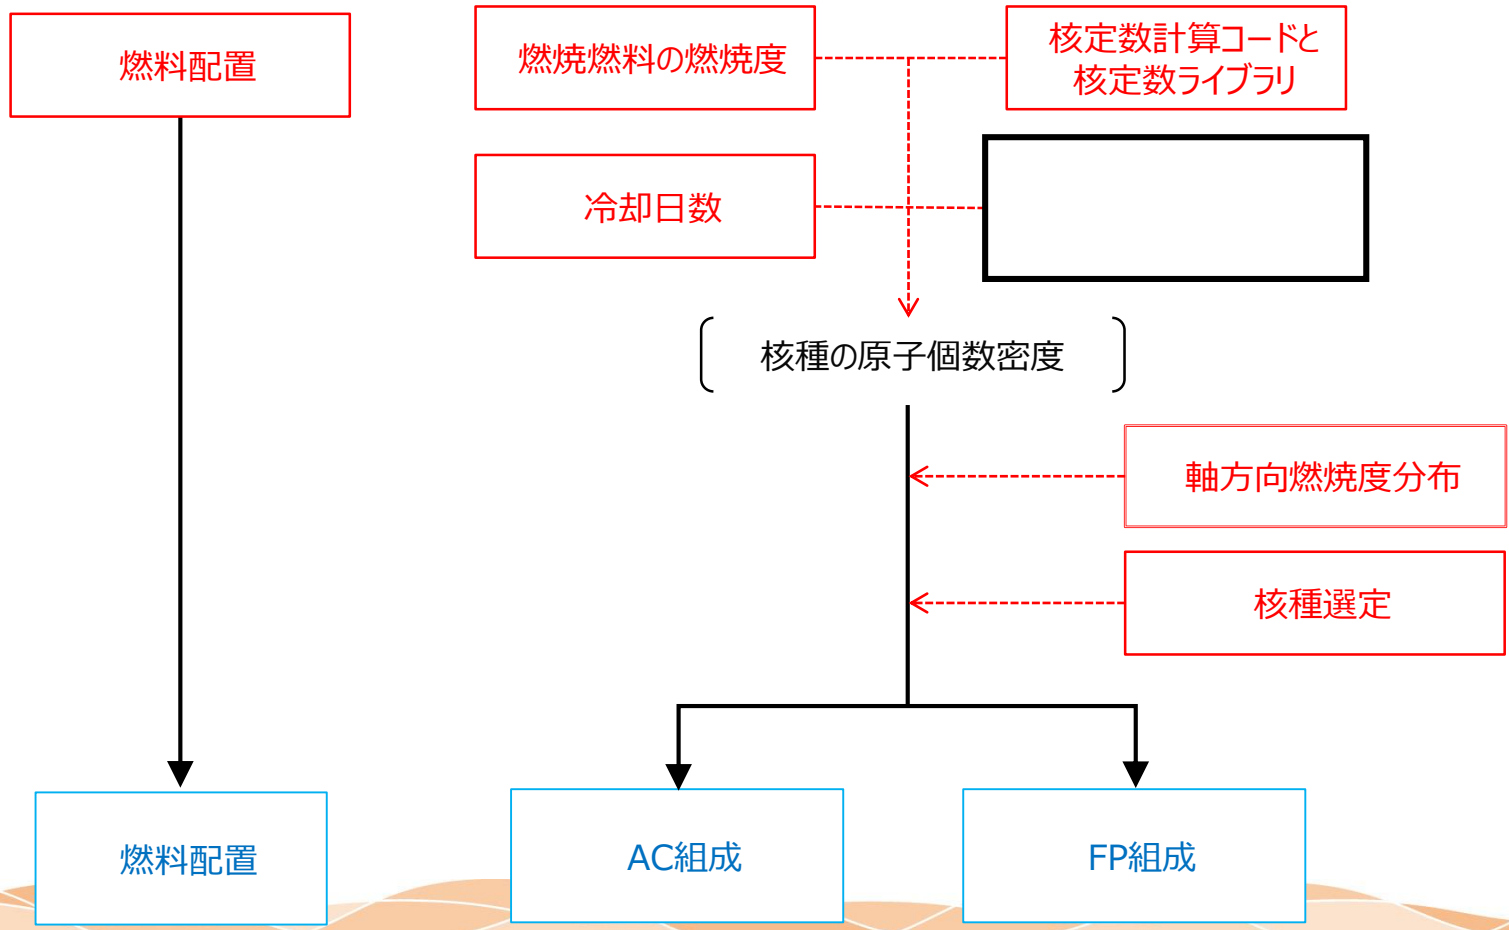 燃料配置
燃焼燃料の燃焼度
核定数計算コードと
核定数ライブラリ
冷却日数
核種の原子個数密度
軸方向燃焼度分布
核種選定
燃料配置
AC組成
FP組成